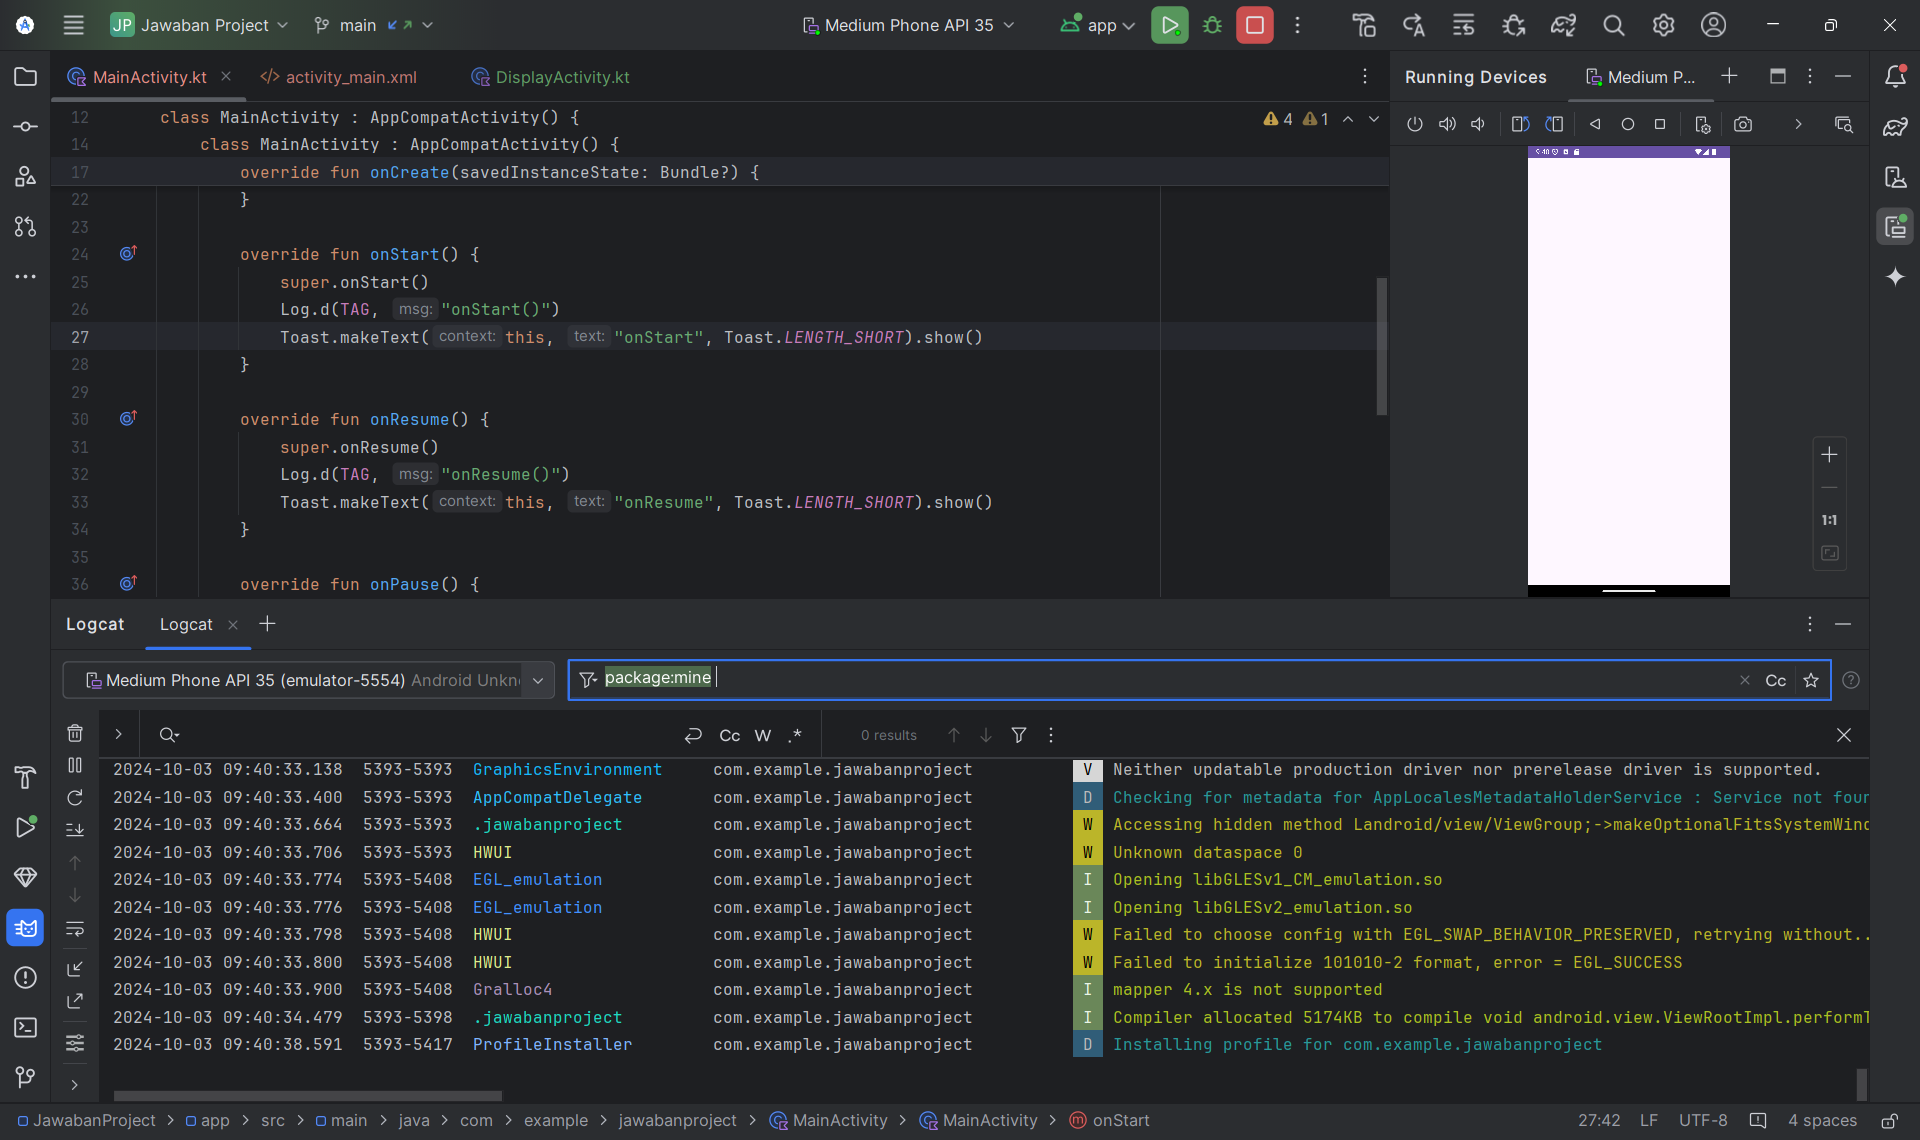 JP Jawaban Project main Medium Phone API 35 app
MainActivity.kt activity_main.xml DisplayActivity.kt
Running Devices Medium P...
12 class MainActivity : AppCompatActivity() {
4 1
14 class MainActivity : AppCompatActivity() {
17 override fun onCreate(savedInstanceState: Bundle?) {
22 }
23
24 override fun onStart() {
25 super.onStart()
26 Log.d(TAG, msg: "onStart()")
27 Toast.makeText( context: this, text: "onStart", Toast.LENGTH_SHORT).show()
28 }
29
30 override fun onResume() {
31 super.onResume()
32 Log.d(TAG, msg: "onResume()")
33 Toast.makeText( context: this, text: "onResume", Toast.LENGTH_SHORT).show()
34 }
35
36 override fun onPause() {
1:1
Logcat Logcat
Medium Phone API 35 (emulator-5554) Android Unkn
package:mine
Cc
Cc W .* 0 results
2024-10-03 09:40:33.138 5393-5393 GraphicsEnvironment com.example.jawabanproject V Neither updatable production driver nor prerelease driver is supported.
2024-10-03 09:40:33.400 5393-5393 AppCompatDelegate com.example.jawabanproject D Checking for metadata for AppLocalesMetadataHolderService : Service not four
2024-10-03 09:40:33.664 5393-5393 .jawabanproject com.example.jawabanproject W Accessing hidden method Landroid/view/ViewGroup;->makeOptionalFitsSystemWind
2024-10-03 09:40:33.706 5393-5393 HWUI com.example.jawabanproject W Unknown dataspace 0
2024-10-03 09:40:33.774 5393-5408 EGL_emulation com.example.jawabanproject I Opening libGLESv1_CM_emulation.so
2024-10-03 09:40:33.776 5393-5408 EGL_emulation com.example.jawabanproject I Opening libGLESv2_emulation.so
2024-10-03 09:40:33.798 5393-5408 HWUI com.example.jawabanproject W Failed to choose config with EGL_SWAP_BEHAVIOR_PRESERVED, retrying without..
2024-10-03 09:40:33.800 5393-5408 HWUI com.example.jawabanproject W Failed to initialize 101010-2 format, error = EGL_SUCCESS
2024-10-03 09:40:33.900 5393-5408 Gralloc4 com.example.jawabanproject I mapper 4.x is not supported
2024-10-03 09:40:34.479 5393-5398 .jawabanproject com.example.jawabanproject I Compiler allocated 5174KB to compile void android.view.ViewRootImpl.performT
2024-10-03 09:40:38.591 5393-5417 ProfileInstaller com.example.jawabanproject D Installing profile for com.example.jawabanproject
JawabanProject > app > src > main > java > com > example > jawabanproject > MainActivity > MainActivity > onStart 27:42 LF UTF-8 4 spaces